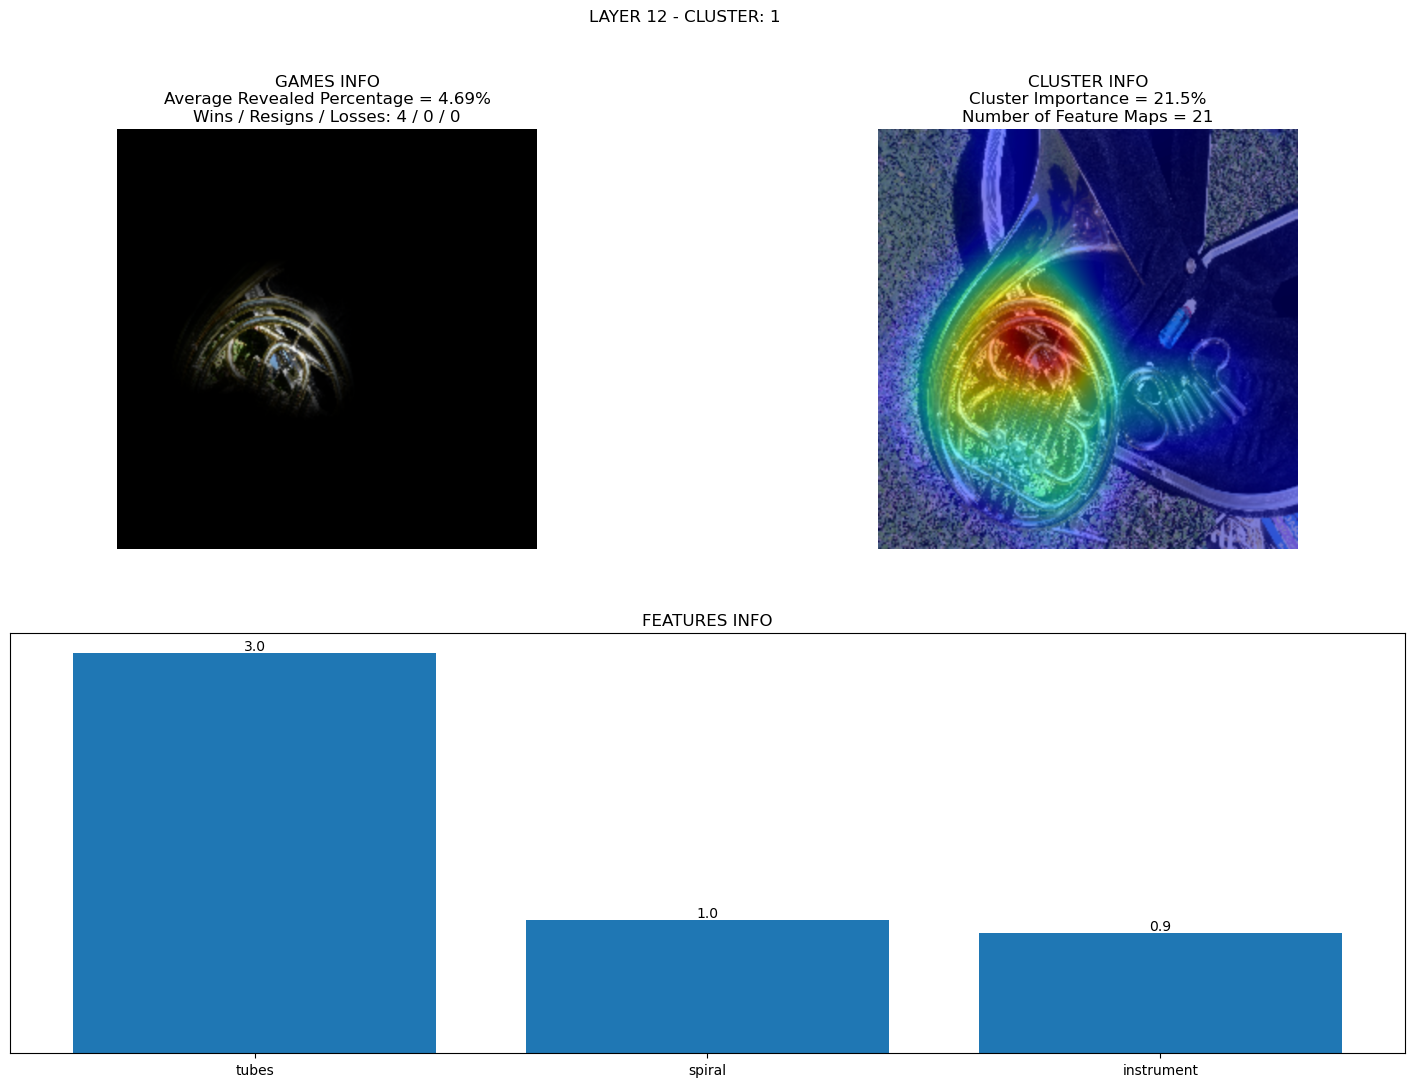 LAYER 12 - CLUSTER: 1
GAMES INFO
Average Revealed Percentage = 4.69%
Wins / Resigns / Losses: 4 / 0 / 0
CLUSTER INFO
Cluster Importance = 21.5%
Number of Feature Maps = 21
FEATURES INFO
3.0
1.0
0.9
tubes
spiral
instrument